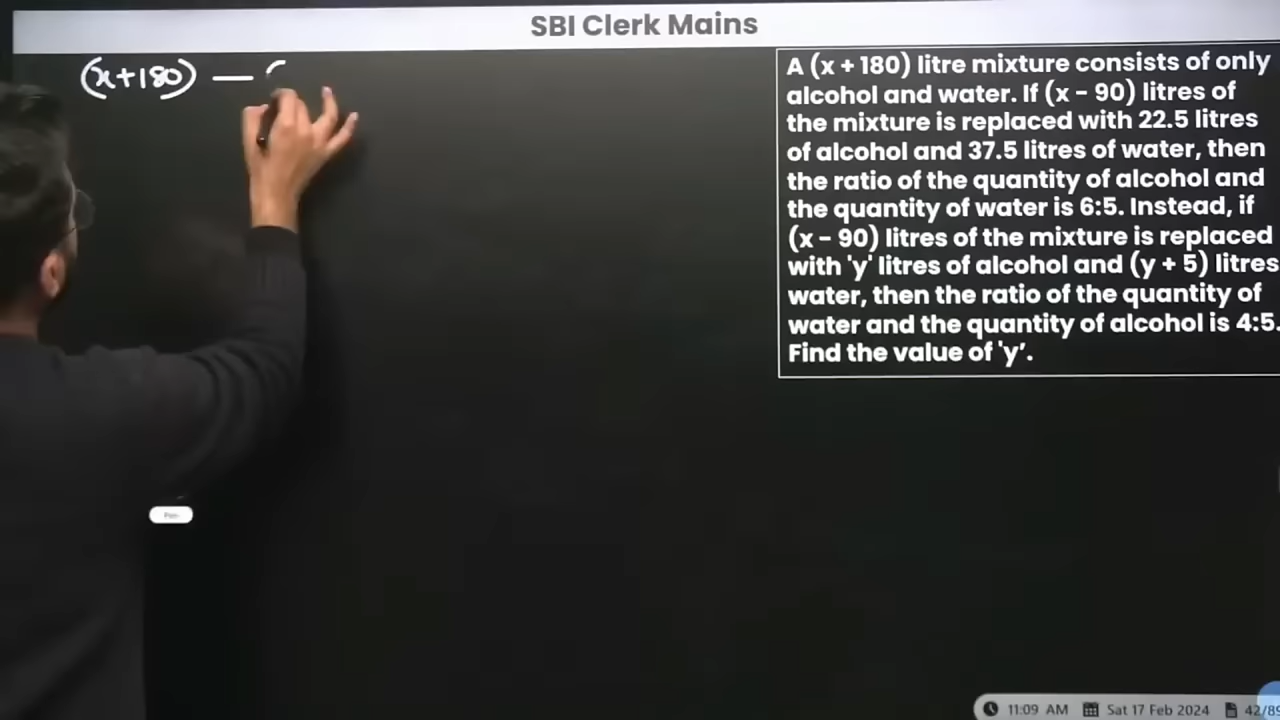 SBI Clerk Mains
(x+180) —
A (x + 180) litre mixture consists of only
alcohol and water. If (x - 90) litres of
the mixture is replaced with 22.5 litres
of alcohol and 37.5 litres of water, then
the ratio of the quantity of alcohol and
the quantity of water is 6:5. Instead, if
(x - 90) litres of the mixture is replaced
with 'y' litres of alcohol and (y + 5) litres
water, then the ratio of the quantity of
water and the quantity of alcohol is 4:5.
Find the value of 'y'.
11:09 AM Sat 17 Feb 2024 42/89